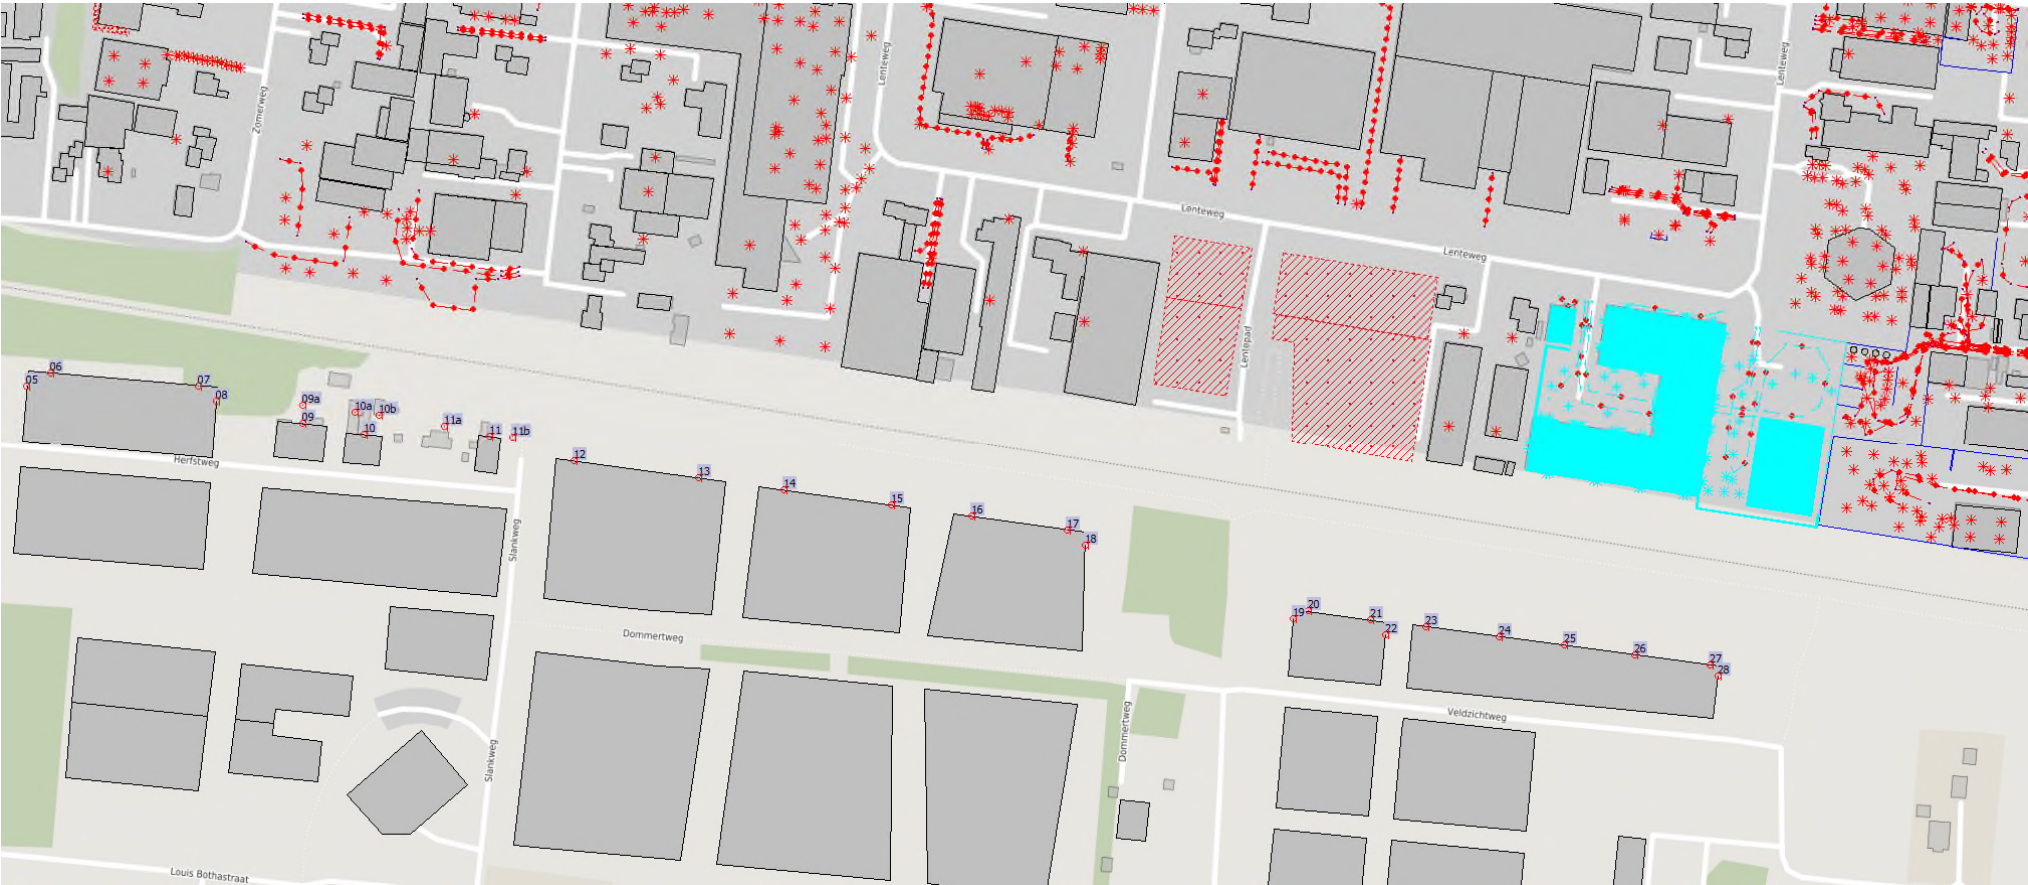 Zomerweg
Lenteweg
Lenteweg
Lenteweg
Lenteweg
Lentepad
05
06
07
08
09a
09
10a
10b
10
11a
11
11b
12
13
14
15
16
17
18
19
20
21
22
23
24
25
26
27
28
Herfstweg
Slankweg
Dommertweg
Dommertweg
Veldzichtweg
Slankweg
Louis Bothastraat